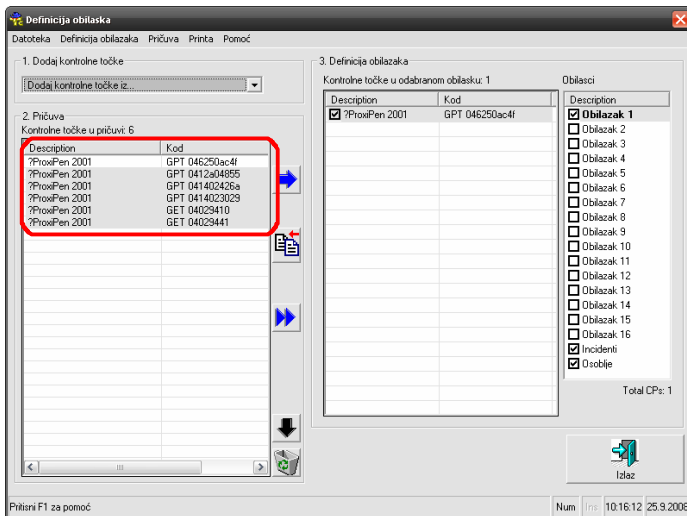 Definicija obilaska
Datoteka Definicija obilazaka Pričuva Printa Pomoć
1. Dodaj kontrolne točke
Dodaj kontrolne točke iz...
2. Pričuva
Kontrolne točke u pričuvi: 6
Description Kod
?ProxiPen 2001 GPT 046250ac4f
?ProxiPen 2001 GPT 0412a04855
?ProxiPen 2001 GPT 041402426a
?ProxiPen 2001 GPT 0414023029
?ProxiPen 2001 GET 04029410
?ProxiPen 2001 GET 04029441
3. Definicija obilazaka
Kontrolne točke u odabranom obilasku: 1
Description Kod
?ProxiPen 2001 GPT 046250ac4f
Obilasci
Description
Obilazak 1
Obilazak 2
Obilazak 3
Obilazak 4
Obilazak 5
Obilazak 6
Obilazak 7
Obilazak 8
Obilazak 9
Obilazak 10
Obilazak 11
Obilazak 12
Obilazak 13
Obilazak 14
Obilazak 15
Obilazak 16
Incidenti
Osoblje
Total CPs: 1
Izlaz
Pritisni F1 za pomoć
Num Ins 10:16:12 25.9.2008